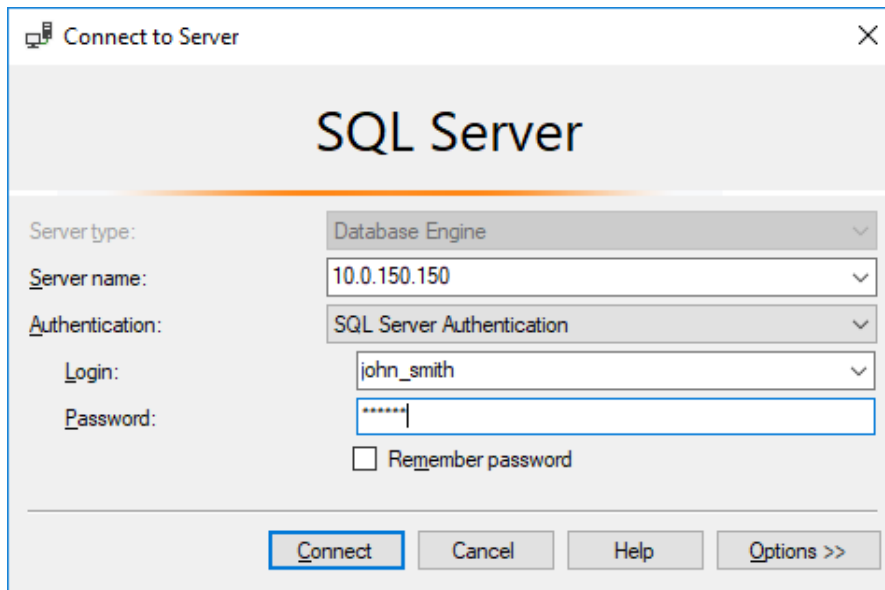 Connect to Server
SQL Server
Server type: Database Engine
Server name: 10.0.150.150
Authentication: SQL Server Authentication
Login: john_smith
Password: ******
Remember password
Connect Cancel Help Options >>